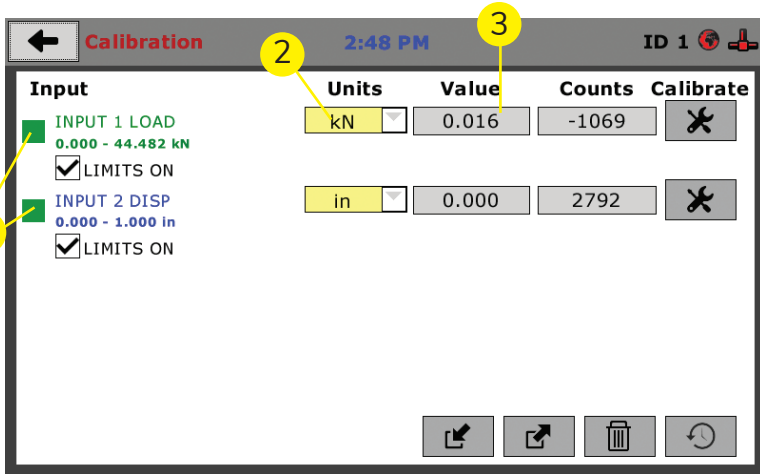 Calibration 2:48 PM ID 1
2 3
Input Units Value Counts Calibrate
INPUT 1 LOAD kN 0.016 -1069
0.000 - 44.482 kN
LIMITS ON
INPUT 2 DISP in 0.000 2792
0.000 - 1.000 in
LIMITS ON